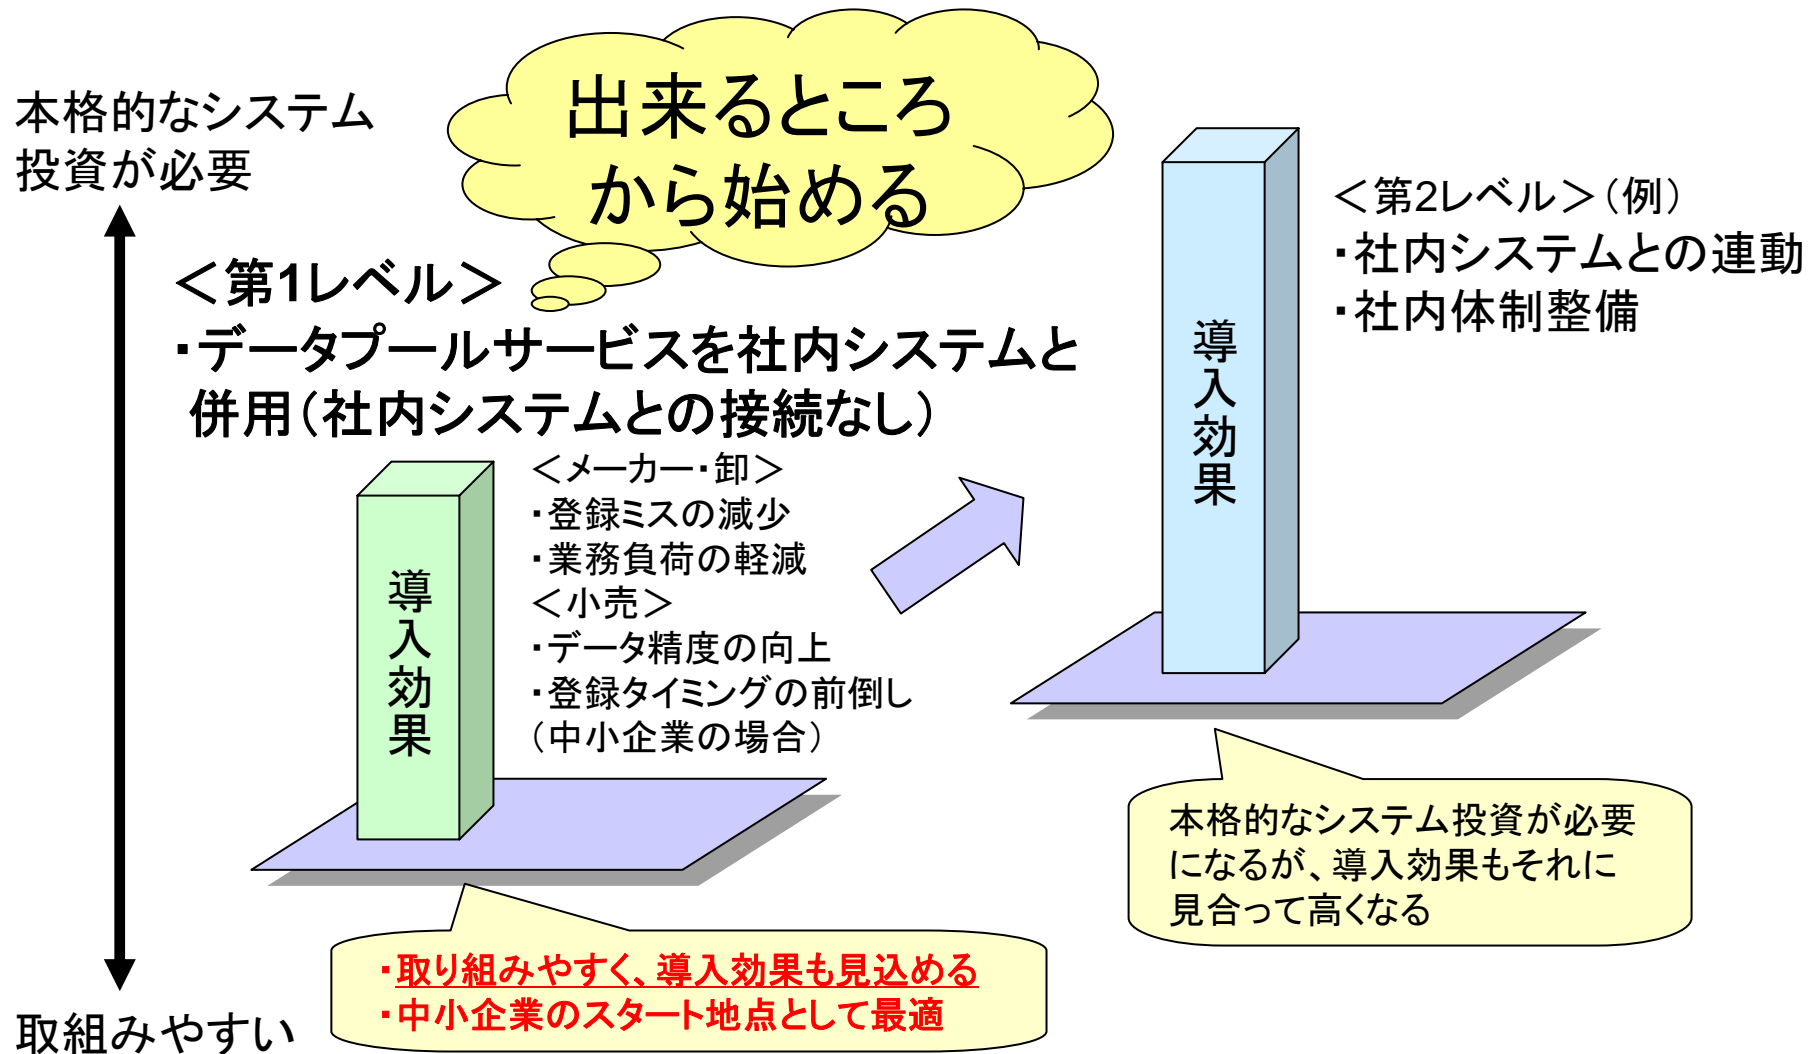 出来るところ
から始める
本格的なシステム
投資が必要
＜第1レベル＞
・データプールサービスを社内システムと
併用（社内システムとの接続なし）
導入効果
＜メーカー・卸＞
・登録ミスの減少
・業務負荷の軽減
＜小売＞
・データ精度の向上
・登録タイミングの前倒し
（中小企業の場合）
・取り組みやすく、導入効果も見込める
・中小企業のスタート地点として最適
取組みやすい
導入効果
＜第2レベル＞（例）
・社内システムとの連動
・社内体制整備
本格的なシステム投資が必要
になるが、導入効果もそれに
見合って高くなる